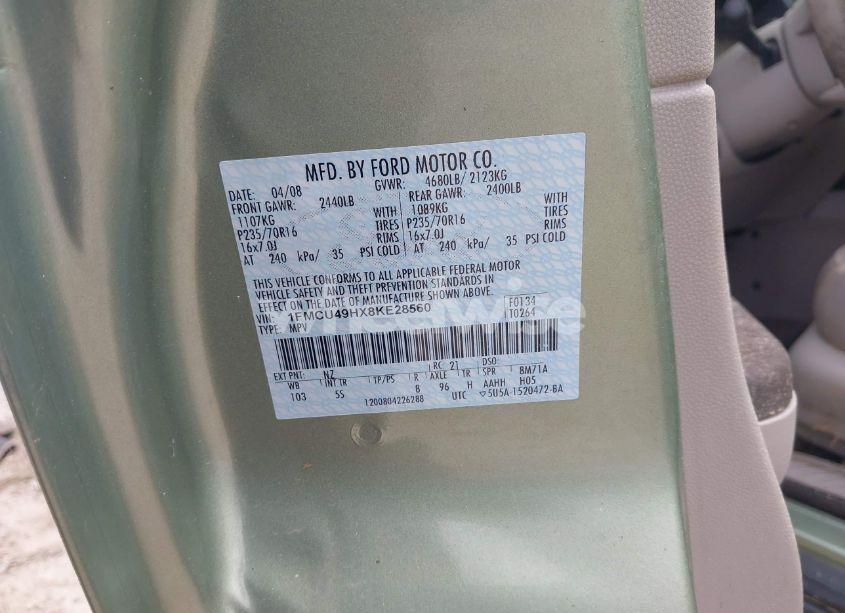 MFD. BY FORD MOTOR CO.
DATE: 04/08 GVWR: 4680LB/ 2123KG
FRONT GAWR: 2440LB REAR GAWR: 2400LB
1107KG WITH 1089KG WITH
P235/70R16 TIRES P235/70R16 TIRES
16x7.0J RIMS 16x7.0J RIMS
AT 240 kPa/ 35 PSI COLD AT 240 kPa/ 35 PSI COLD
THIS VEHICLE CONFORMS TO ALL APPLICABLE FEDERAL MOTOR
VEHICLE SAFETY AND THEFT PREVENTION STANDARDS IN
EFFECT ON THE DATE OF MANUFACTURE SHOWN ABOVE.
VIN: 1FMCU49HX8KE28560 F0134
TYPE: MPV T0264
EXT PNT: NZ RC: 21 DSO:
WB INT TR TP/PS R AXLE TR SPR 8M71A
103 5S 8 96 H AAHH H05
1200804226288 UTC ▽5U5A-1520472-BA
wheelwise